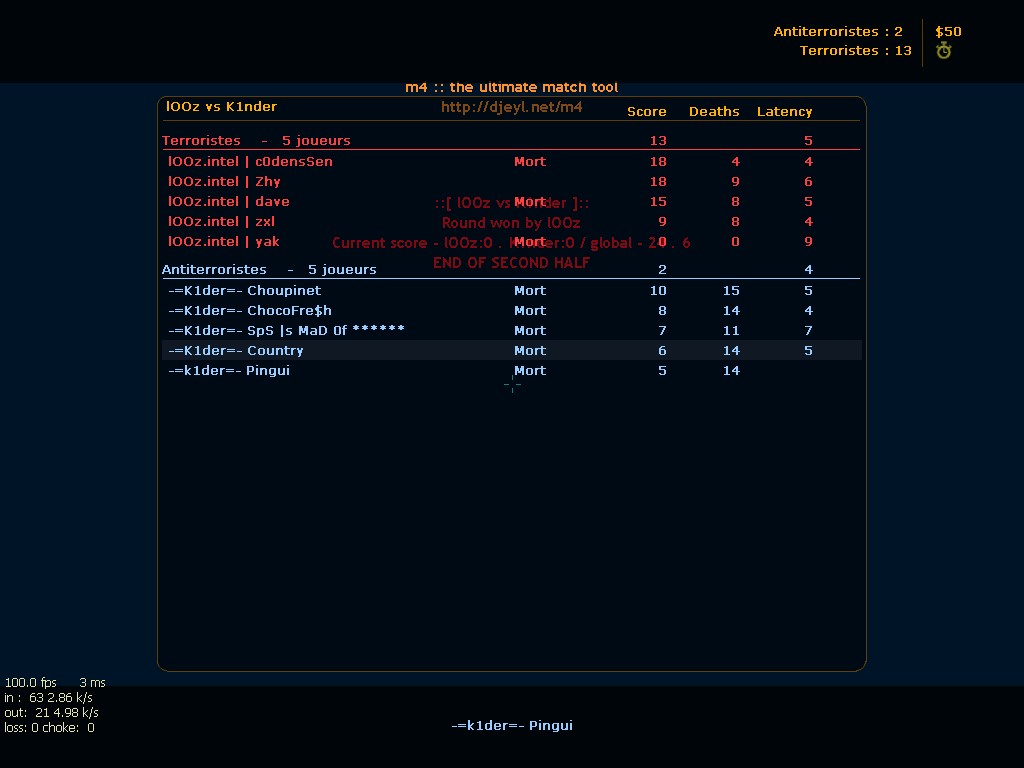 Antiterroristes : 2 $50
Terroristes : 13
m4 :: the ultimate match tool
lOOz vs K1nder http://djeyl.net/m4
Score Deaths Latency
Terroristes - 5 joueurs 13 5
lOOz.intel | c0densSen Mort 18 4 4
lOOz.intel | Zhy 18 9 6
lOOz.intel | dave Mort 15 8 5
::[ lOOz vs K1nder ]::
lOOz.intel | zxl 9 8 4
Round won by lOOz
lOOz.intel | yak Mort 0 0 9
Current score - lOOz:0 . K1nder:0 / global - 24 . 6
END OF SECOND HALF
Antiterroristes - 5 joueurs 2 4
-=K1der=- Choupinet Mort 10 15 5
-=K1der=- ChocoFre$h Mort 8 14 4
-=K1der=- SpS |s MaD 0f ****** Mort 7 11 7
-=K1der=- Country Mort 6 14 5
-=k1der=- Pingui Mort 5 14
100.0 fps 3 ms
in : 63 2.86 k/s
out: 21 4.98 k/s
loss: 0 choke: 0
-=k1der=- Pingui